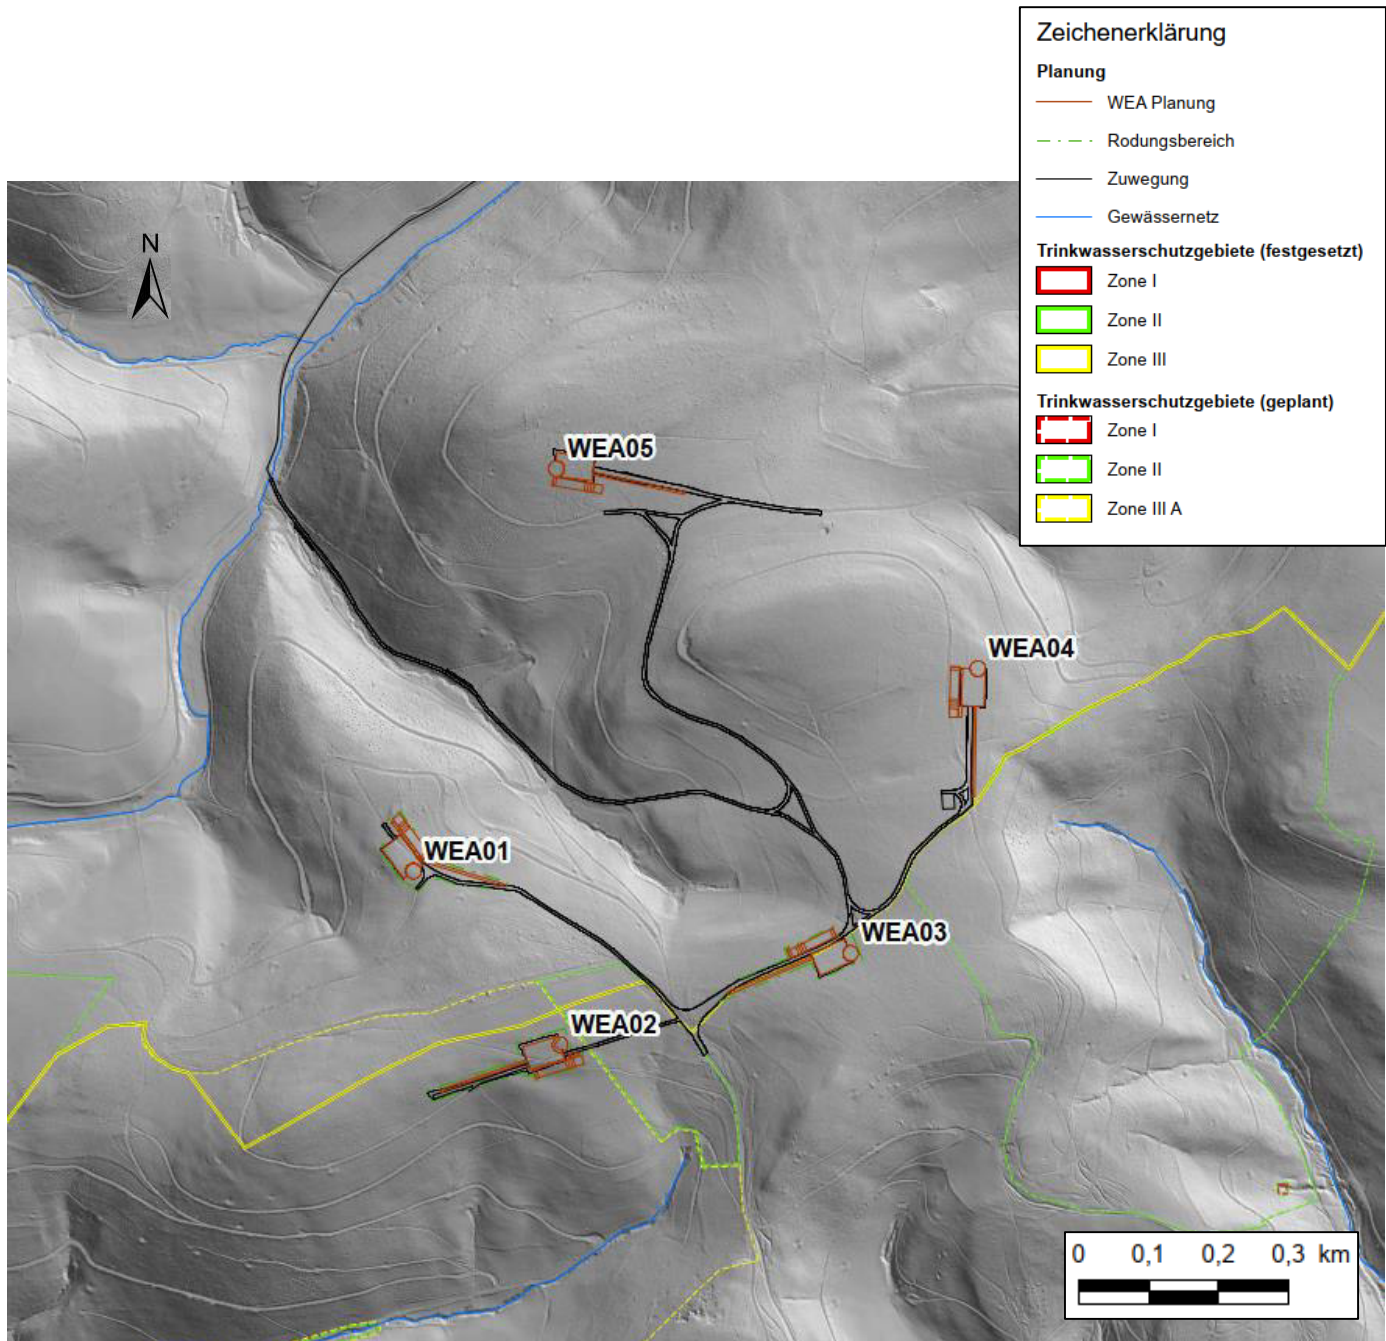 Zeichenerklärung
Planung
WEA Planung
Rodungsbereich
Zuwegung
Gewässernetz
Trinkwasserschutzgebiete (festgesetzt)
Zone I
Zone II
Zone III
Trinkwasserschutzgebiete (geplant)
Zone I
Zone II
Zone III A
N
WEA05
WEA04
WEA01
WEA03
WEA02
0 0,1 0,2 0,3 km